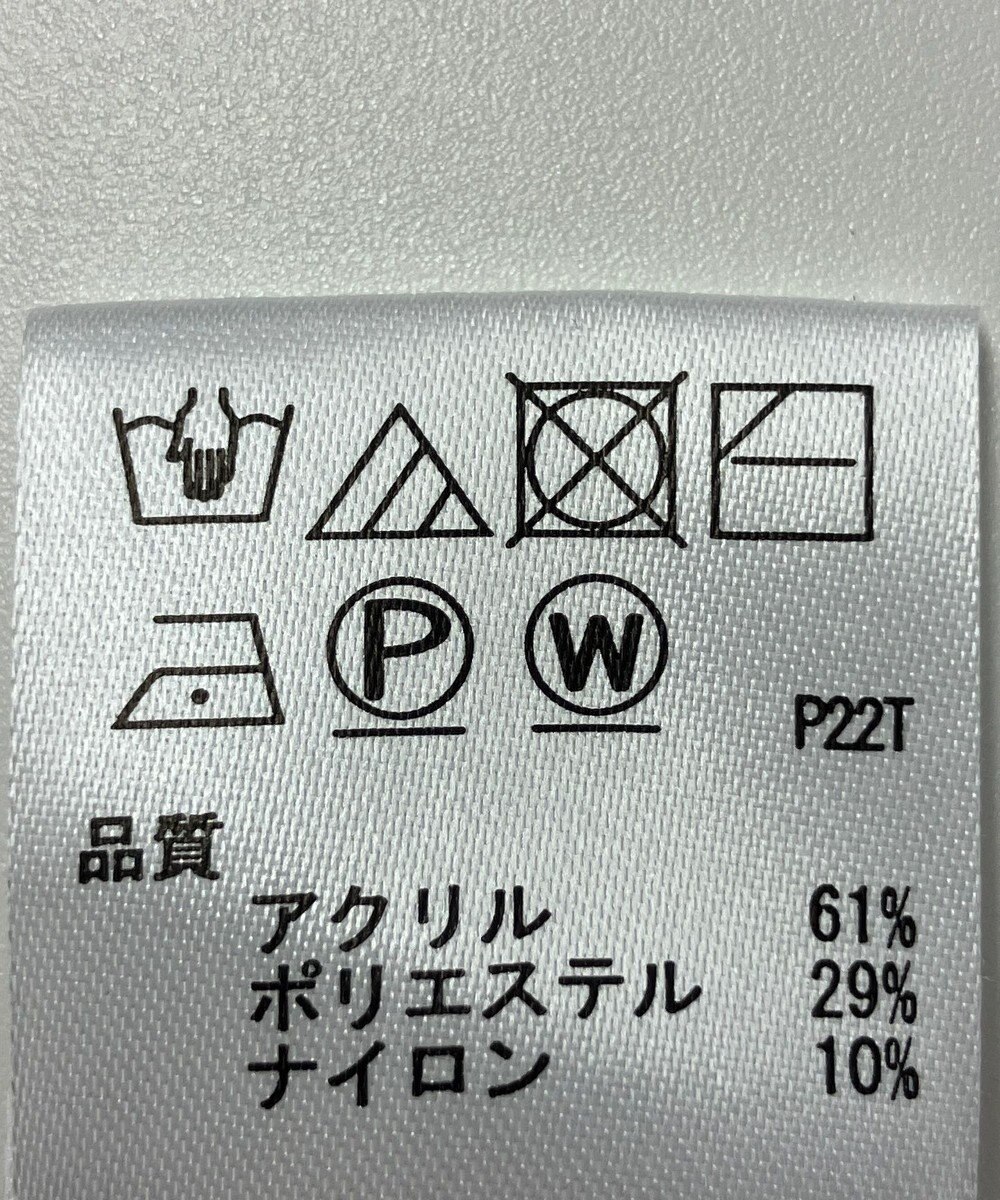 P W
P22T
品質
アクリル 61%
ポリエステル 29%
ナイロン 10%